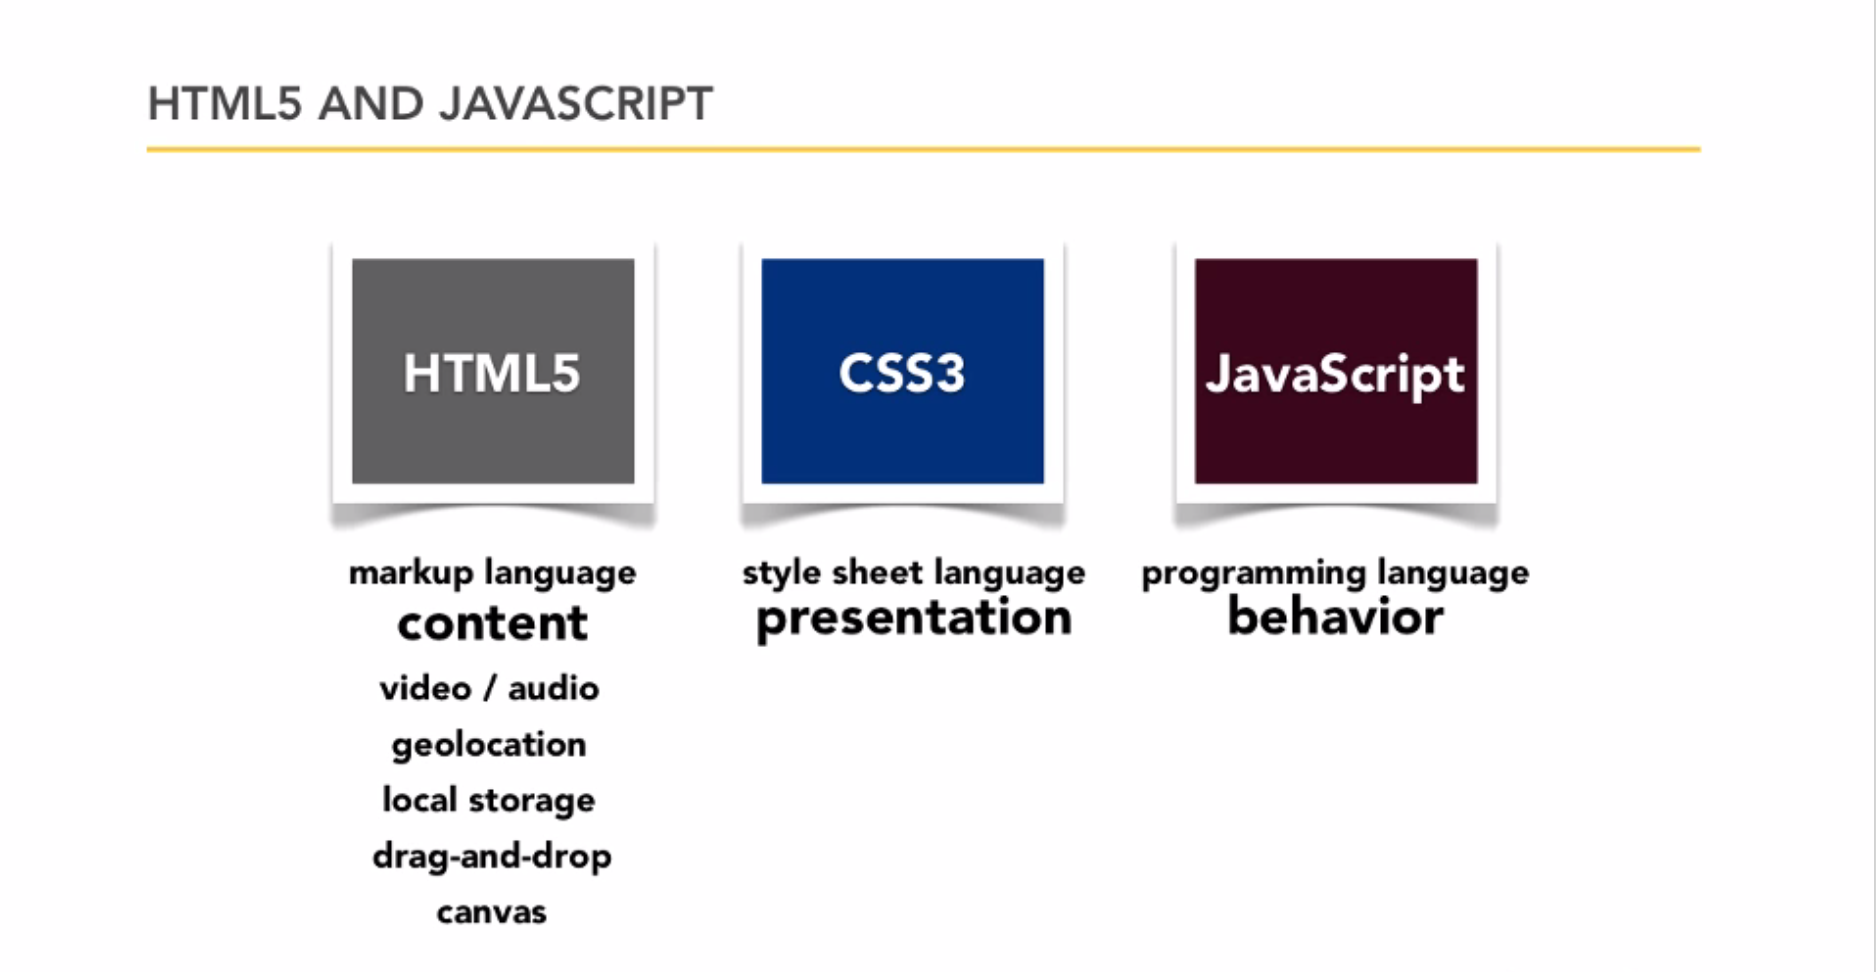 HTML5 AND JAVASCRIPT
HTML5
CSS3
JavaScript
markup language
content
video / audio
geolocation
local storage
drag-and-drop
canvas
style sheet language
presentation
programming language
behavior